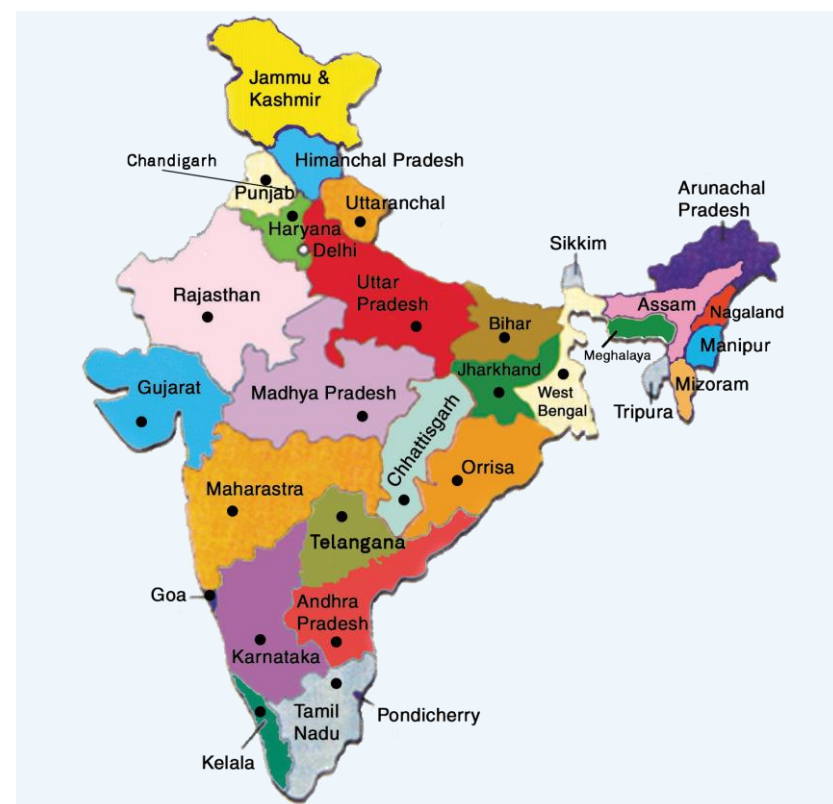 Jammu &
Kashmir
Chandigarh
Himanchal Pradesh
Punjab
Uttaranchal
Arunachal
Pradesh
Haryana
Delhi
Sikkim
Uttar
Pradesh
Rajasthan
Assam
Nagaland
Bihar
Meghalaya
Manipur
Jharkhand
Gujarat
Madhya Pradesh
West
Bengal
Mizoram
Tripura
Chhattisgarh
Orrisa
Maharastra
Telangana
Goa
Andhra
Pradesh
Karnataka
Tamil
Nadu
Pondicherry
Kelala